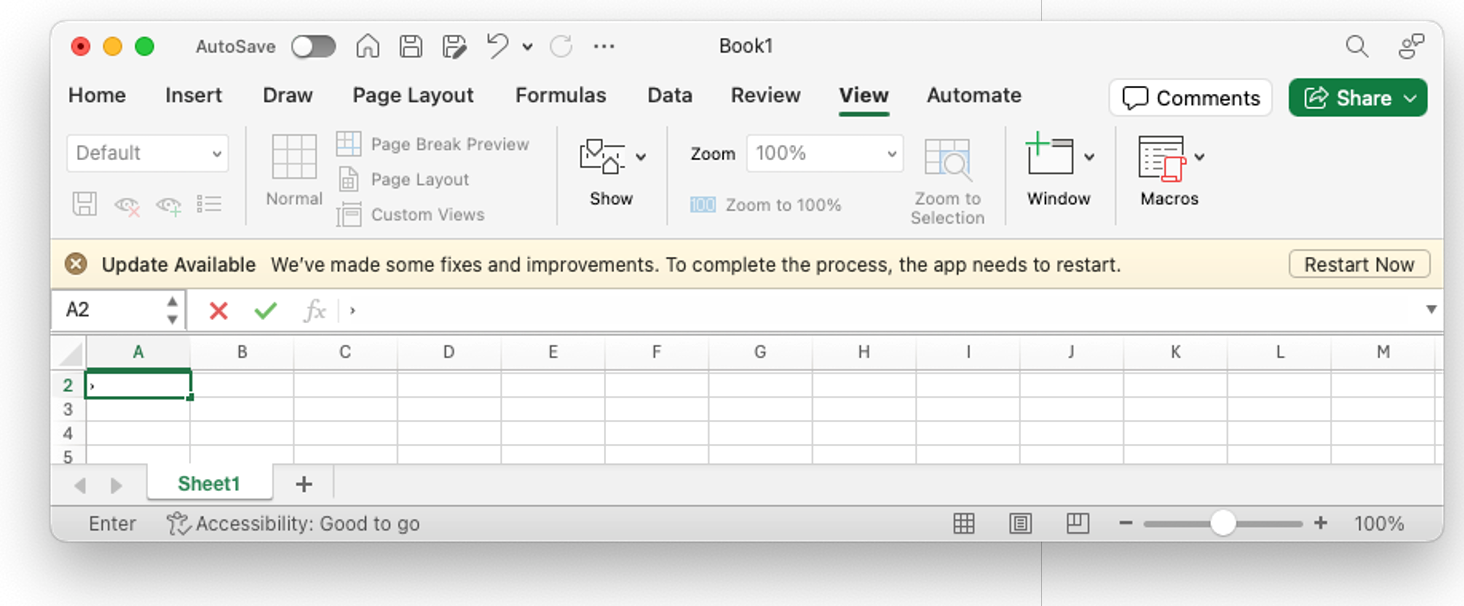 AutoSave Book1
Home Insert Draw Page Layout Formulas Data Review View Automate Comments Share
Default Normal Page Break Preview Show Zoom 100% Zoom to Selection Window Macros
Page Layout
Custom Views Zoom to 100%
Update Available We’ve made some fixes and improvements. To complete the process, the app needs to restart. Restart Now
A2 fx ›
A B C D E F G H I J K L M
2 ›
3
4
5
Sheet1 +
Enter Accessibility: Good to go − + 100%